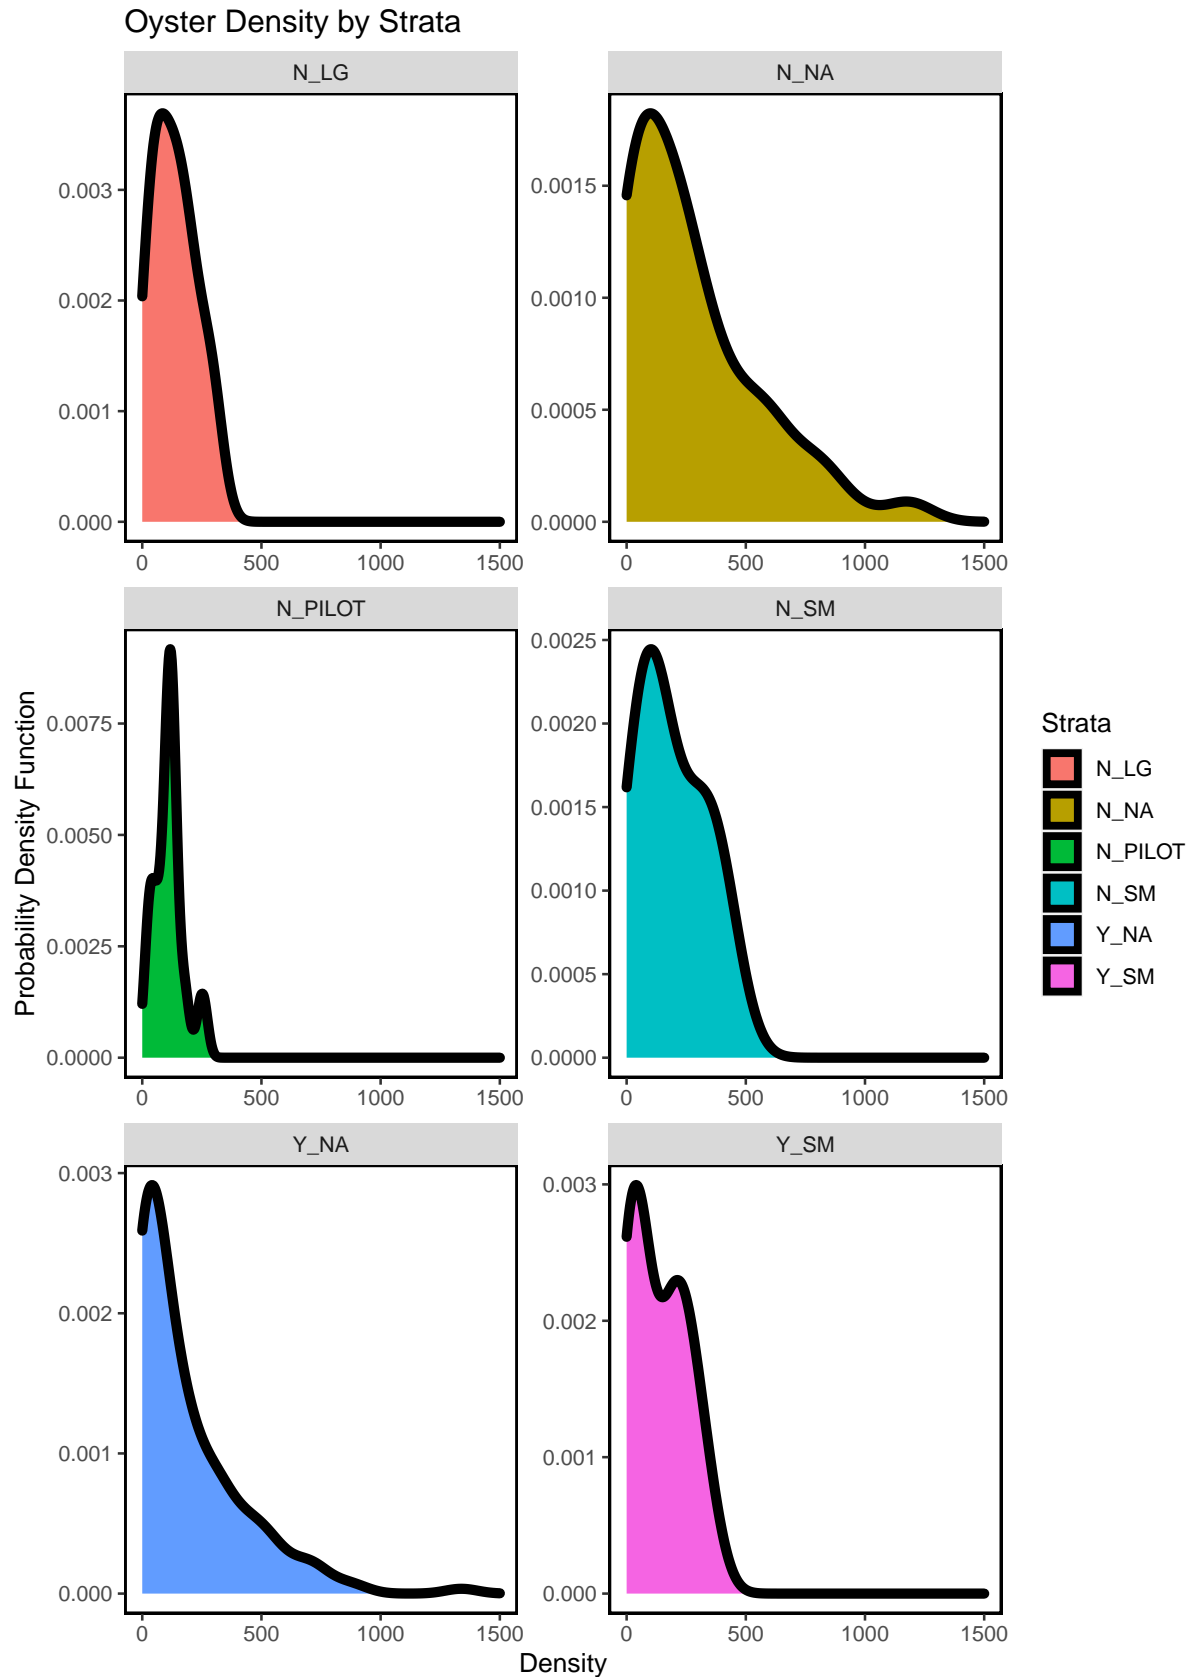 Oyster Density by Strata
N_LG
N_NA
0.003
0.002
0.001
0.000
0 500 1000 1500
0.0015
0.0010
0.0005
0.0000
0 500 1000 1500
N_PILOT
N_SM
Probability Density Function
0.0075
0.0050
0.0025
0.0000
0 500 1000 1500
0.0025
0.0020
0.0015
0.0010
0.0005
0.0000
0 500 1000 1500
Y_NA
Y_SM
0.003
0.002
0.001
0.000
0 500 1000 1500
0.003
0.002
0.001
0.000
0 500 1000 1500
Density
Strata
N_LG
N_NA
N_PILOT
N_SM
Y_NA
Y_SM